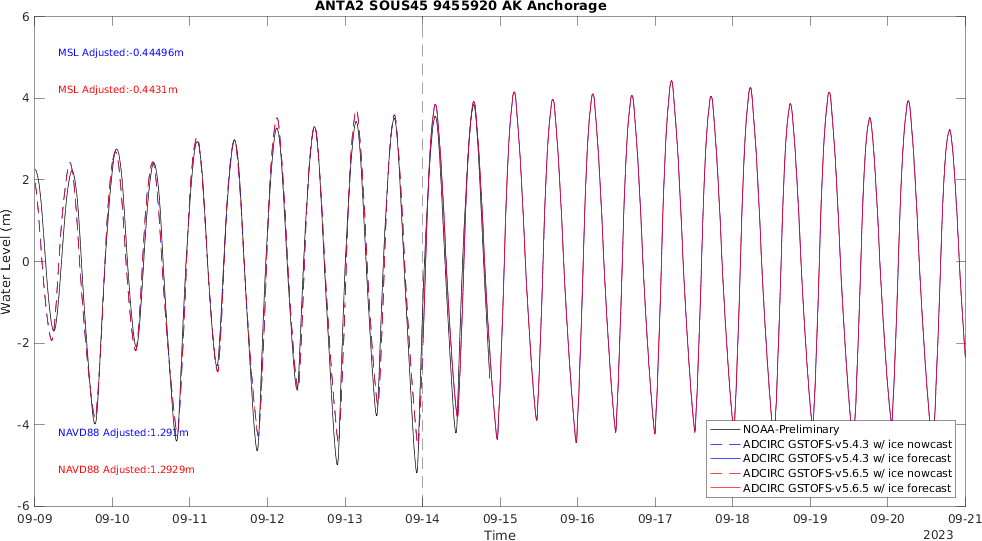 ANTA2 SOUS45 9455920 AK Anchorage
6
MSL Adjusted:-0.44496m
4
MSL Adjusted:-0.4431m
2
Water Level (m)
0
-2
-4
NAVD88 Adjusted:1.291m
NOAA-Preliminary
ADCIRC GSTOFS-v5.4.3 w/ ice nowcast
ADCIRC GSTOFS-v5.4.3 w/ ice forecast
NAVD88 Adjusted:1.2929m
ADCIRC GSTOFS-v5.6.5 w/ ice nowcast
ADCIRC GSTOFS-v5.6.5 w/ ice forecast
-6
09-09 09-10 09-11 09-12 09-13 09-14 09-15 09-16 09-17 09-18 09-19 09-20 09-21
Time
2023